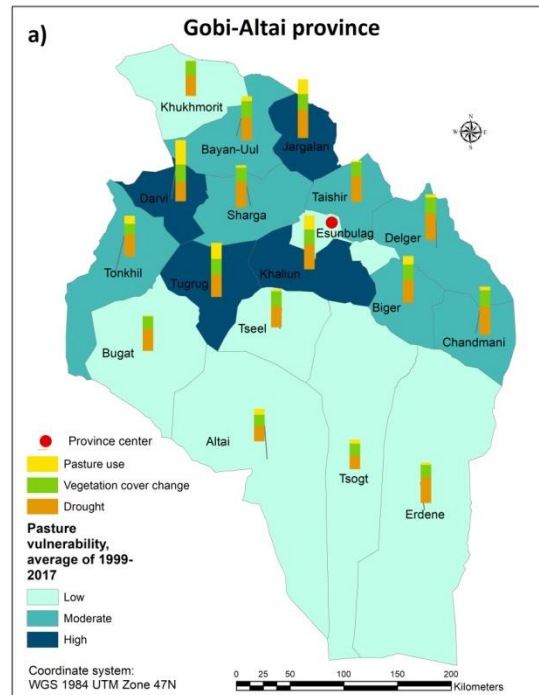 a)
Gobi-Altai province
N
W
E
S
Khukhmorit
Bayan-Uul
Jargalan
Darvi
Sharga
Taishir
Esunbulag
Delger
Tonkhil
Tugrug
Khaliun
Biger
Chandmani
Tseel
Bugat
Altai
Tsogt
Erdene
Province center
Pasture use
Vegetation cover change
Drought
Pasture
vulnerability,
average of 1999-
2017
Low
Moderate
High
Coordinate system:
WGS 1984 UTM Zone 47N
0 25 50 100 150 200
Kilometers